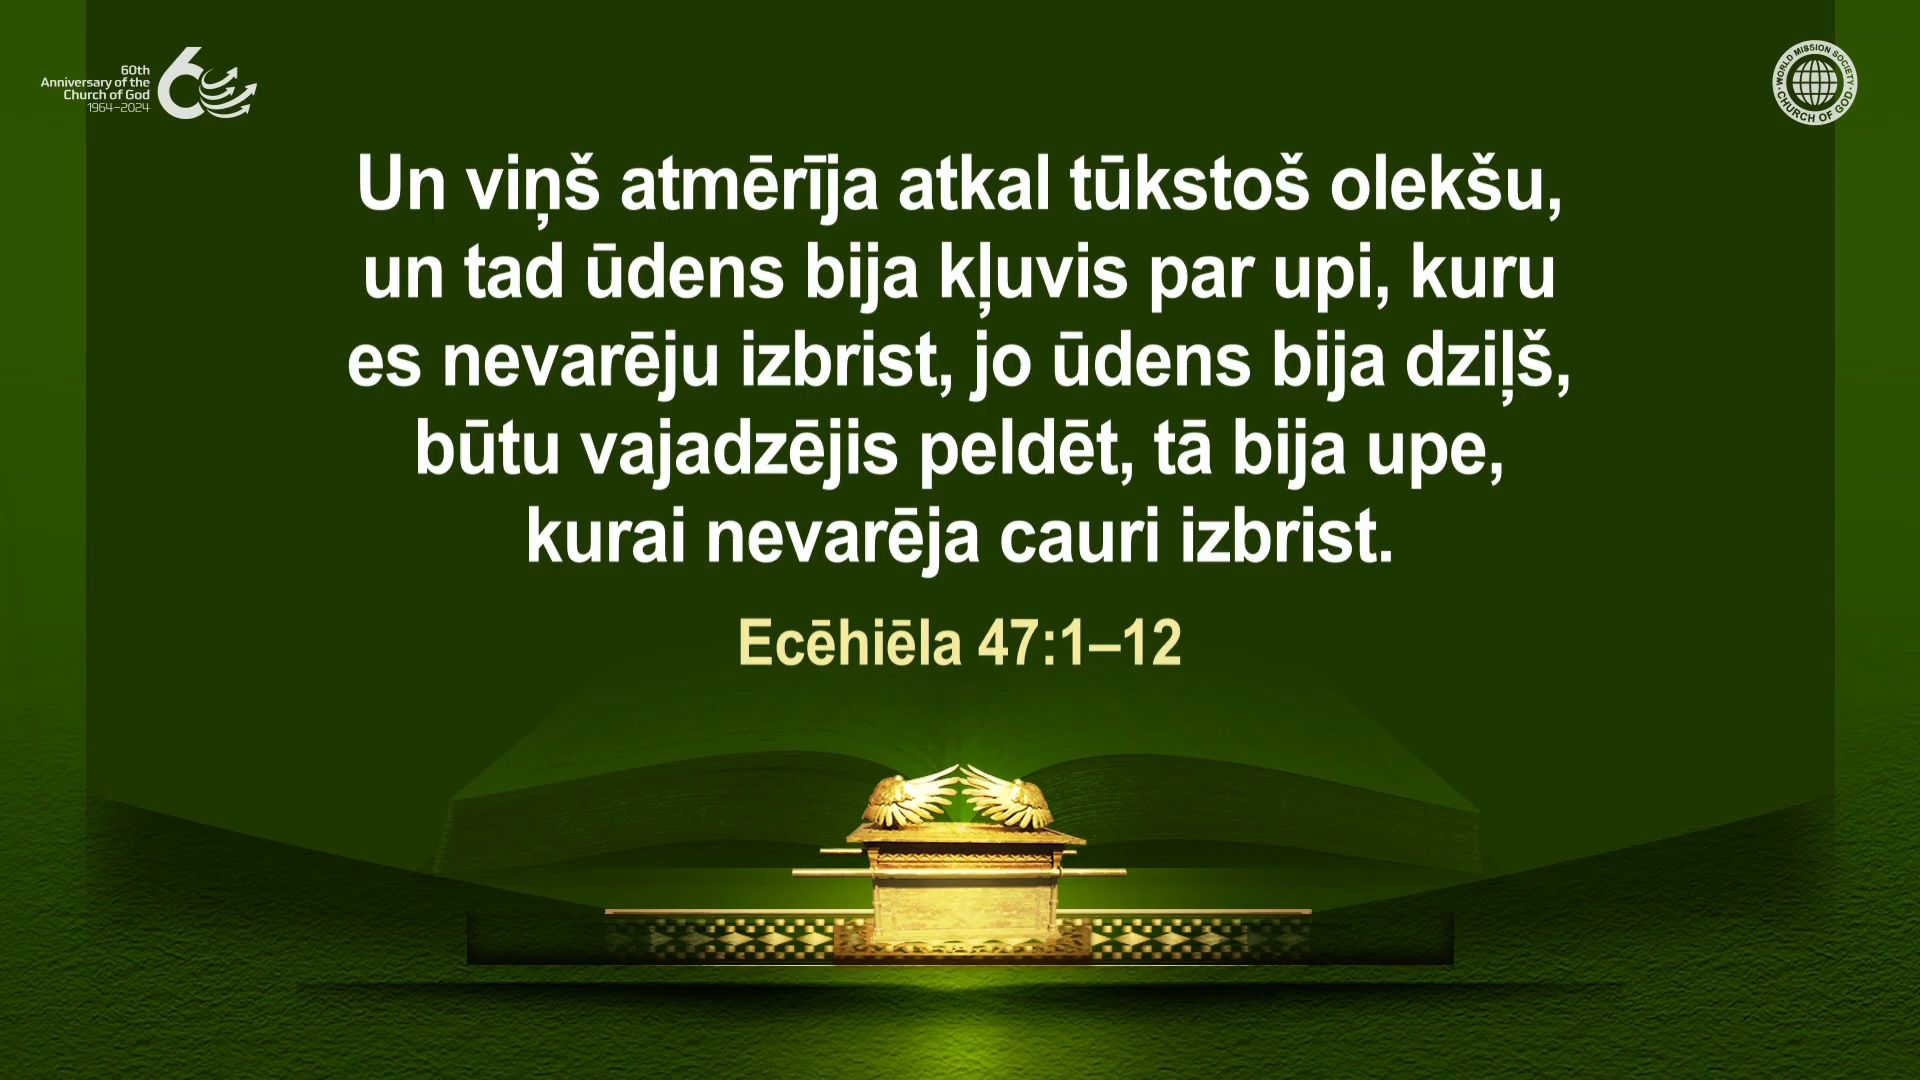 60th
Anniversary of the
Church of God
1964–2024
WORLD MISSION SOCIETY
CHURCH OF GOD
Un viņš atmērīja atkal tūkstoš olekšu,
un tad ūdens bija kļuvis par upi, kuru
es nevarēju izbrist, jo ūdens bija dziļš,
būtu vajadzējis peldēt, tā bija upe,
kurai nevarēja cauri izbrist.
Ecēhiēla 47:1–12